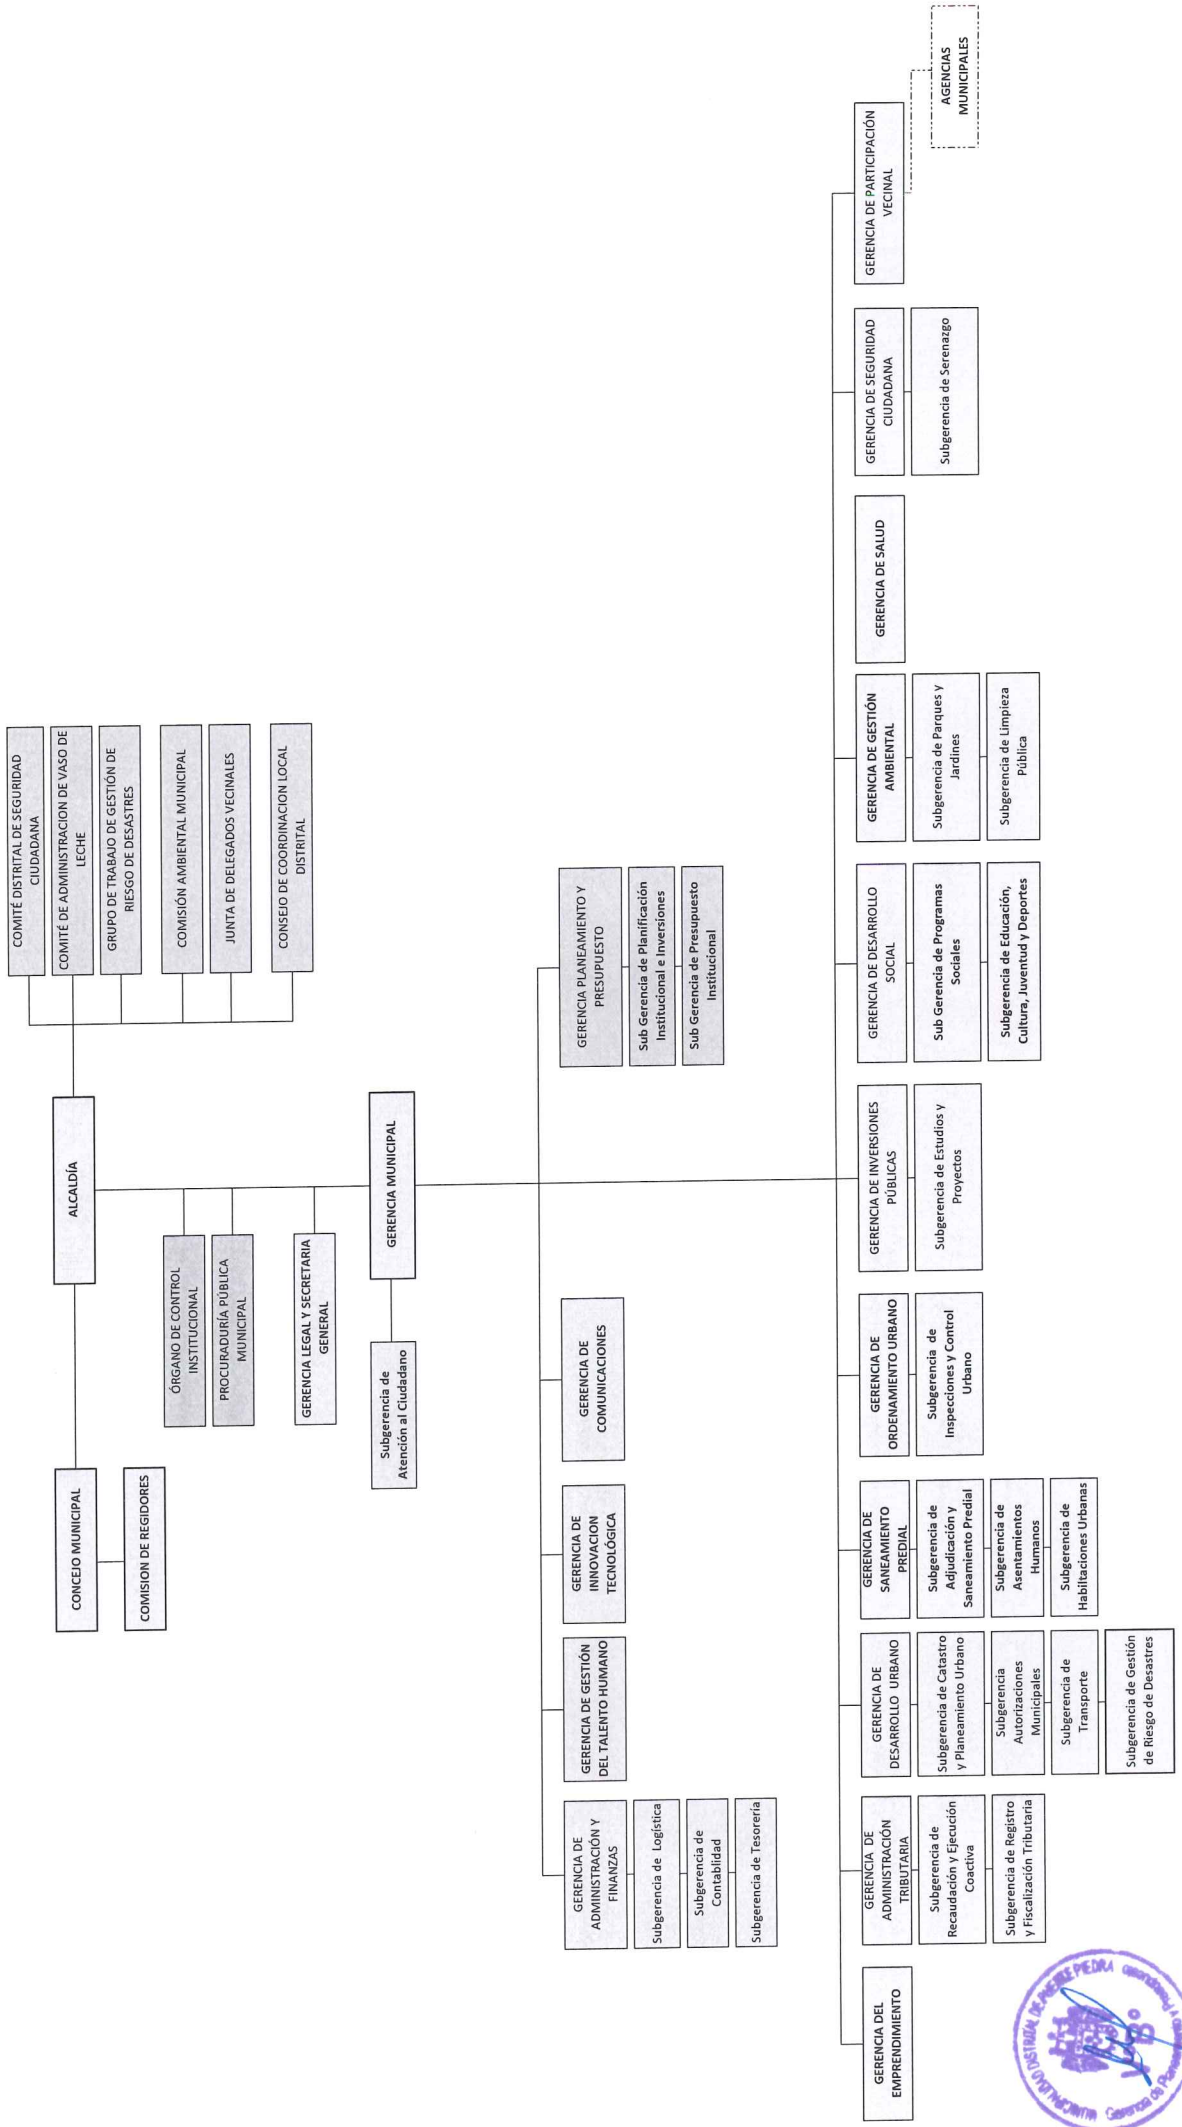 COMITÉ DISTRITAL DE SEGURIDAD
CIUDADANA
COMITÉ DE ADMINISTRACION DE VASO DE
LECHE
GRUPO DE TRABAJO DE GESTIÓN DE
RIESGO DE DESASTRES
COMISIÓN AMBIENTAL MUNICIPAL
JUNTA DE DELEGADOS VECINALES
CONSEJO DE COORDINACION LOCAL
DISTRITAL
ALCALDÍA
CONCEJO MUNICIPAL
COMISION DE REGIDORES
ÓRGANO DE CONTROL
INSTITUCIONAL
PROCURADURÍA PÚBLICA
MUNICIPAL
GERENCIA LEGAL Y SECRETARIA
GENERAL
GERENCIA MUNICIPAL
Subgerencia de
Atención al Ciudadano
GERENCIA DE
ADMINISTRACIÓN Y
FINANZAS
Subgerencia de Logística
Subgerencia de
Contablidad
Subgerencia de Tesorería
GERENCIA DE GESTIÓN
DEL TALENTO HUMANO
GERENCIA DE
INNOVACION
TECNOLÓGICA
GERENCIA DE
COMUNICACIONES
GERENCIA PLANEAMIENTO Y
PRESUPUESTO
Sub Gerencia de Planificación
Institucional e Inversiones
Sub Gerencia de Presupuesto
Institucional
GERENCIA DEL
EMPRENDIMIENTO
GERENCIA DE
ADMINISTRACIÓN
TRIBUTARIA
Subgerencia de
Recaudación y Ejecución
Coactiva
Subgerencia de Registro
y Fiscalización Tributaria
GERENCIA DE
DESARROLLO URBANO
Subgerencia de Catastro
y Planeamiento Urbano
Subgerencia
Autorizaciones
Municipales
Subgerencia de
Transporte
Subgerencia de Gestión
de Riesgo de Desastres
GERENCIA DE
SANEAMIENTO
PREDIAL
Subgerencia de
Adjudicación y
Saneamiento Predial
Subgerencia de
Asentamientos
Humanos
Subgerencia de
Habiltaciones Urbanas
GERENCIA DE
ORDENAMIENTO URBANO
Subgerencia de
Inspecciones y Control
Urbano
GERENCIA DE INVERSIONES
PÚBLICAS
Subgerencia de Estudios y
Proyectos
GERENCIA DE DESARROLLO
SOCIAL
Sub Gerencia de Programas
Sociales
Subgerencia de Educación,
Cultura, Juventud y Deportes
GERENCIA DE GESTIÓN
AMBIENTAL
Subgerencia de Parques y
Jardines
Subgerencia de Limpieza
Pública
GERENCIA DE SALUD
GERENCIA DE SEGURIDAD
CIUDADANA
Subgerencia de Serenazgo
GERENCIA DE PARTICIPACIÓN
VECINAL
AGENCIAS
MUNICIPALES
MUNICIPALIDAD DISTRITAL DE PUENTE PIEDRA
V°B°